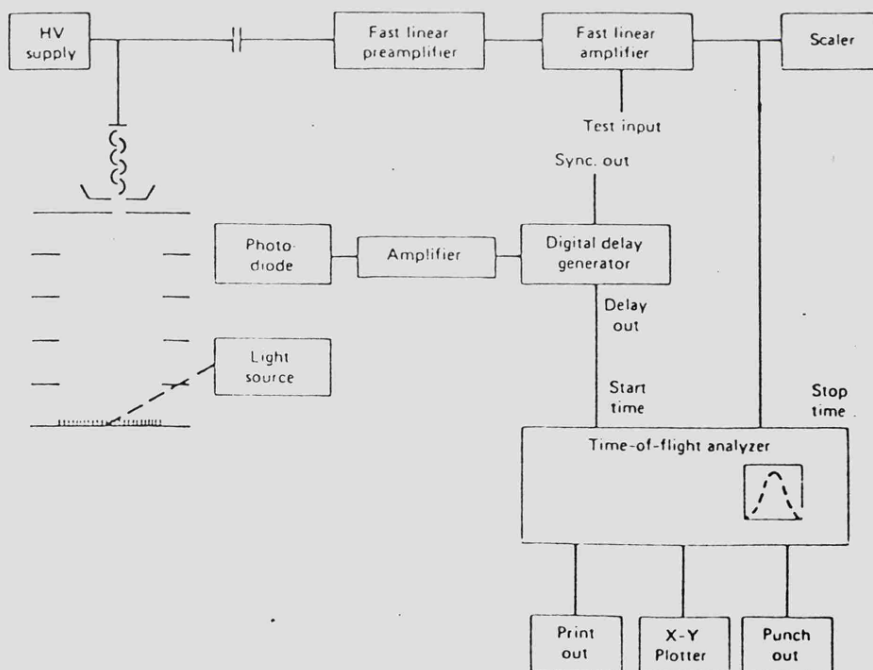 HV
supply
Fast linear
preamplifier
Fast linear
amplifier
Scaler
Test input
Sync. out
Photo-
diode
Amplifier
Digital delay
generator
Delay
out
Light
source
Start
time
Stop
time
Time-of-flight analyzer
Print
out
X-Y
Plotter
Punch
out